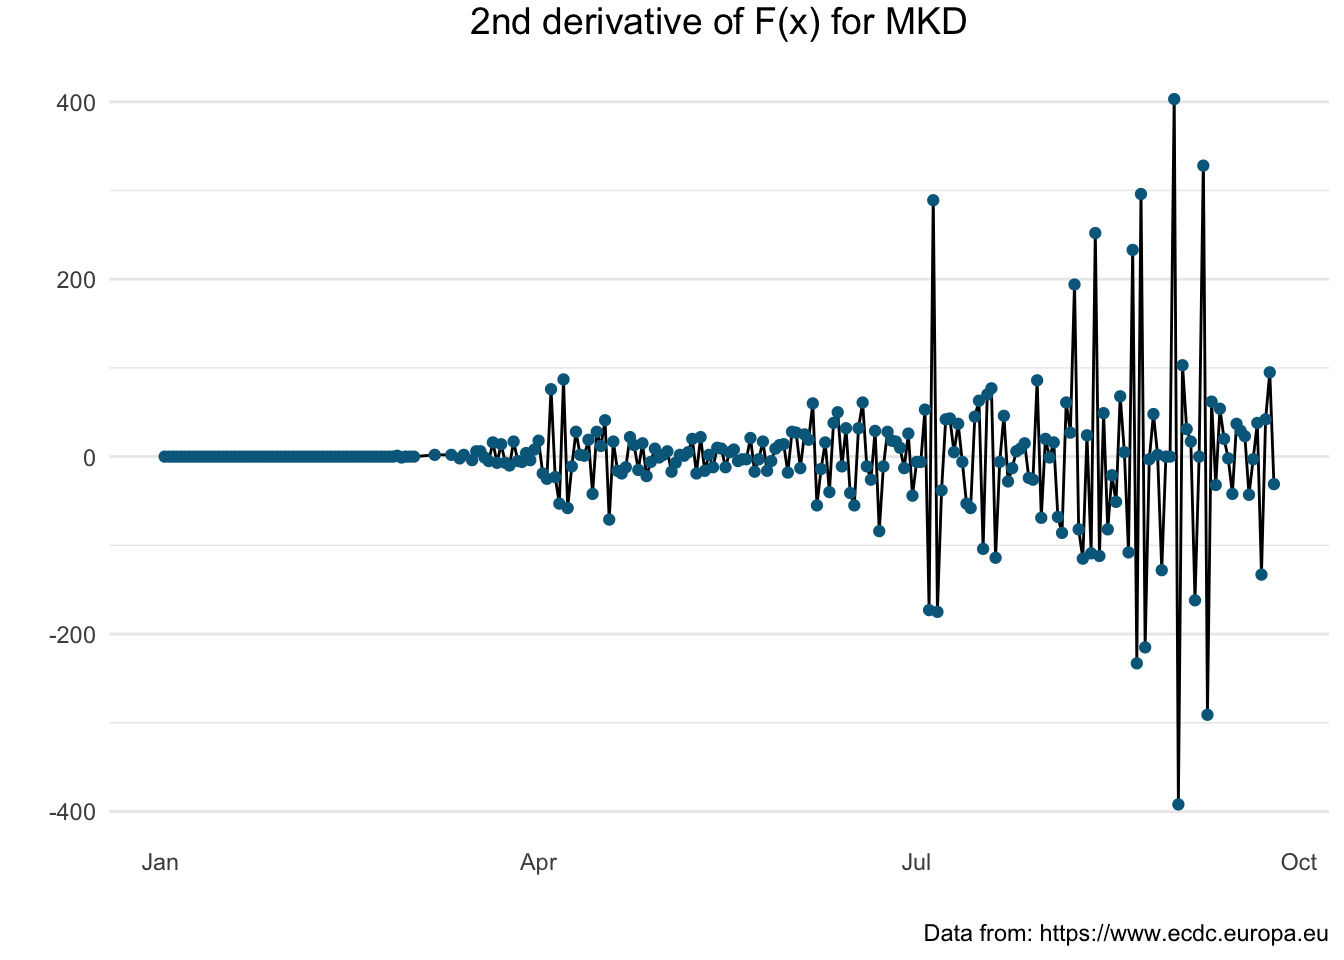 2nd derivative of F(x) for MKD
400
200
0
-200
-400
Jan Apr Jul Oct
Data from: https://www.ecdc.europa.eu